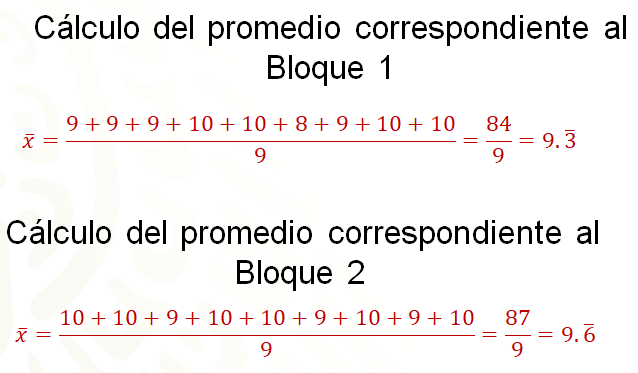 Cálculo del promedio correspondiente al
Bloque 1
x̄ = (9 + 9 + 9 + 10 + 10 + 8 + 9 + 10 + 10)/9 = 84/9 = 9.3̄
Cálculo del promedio correspondiente al
Bloque 2
x̄ = (10 + 10 + 9 + 10 + 10 + 9 + 10 + 9 + 10)/9 = 87/9 = 9.6̄